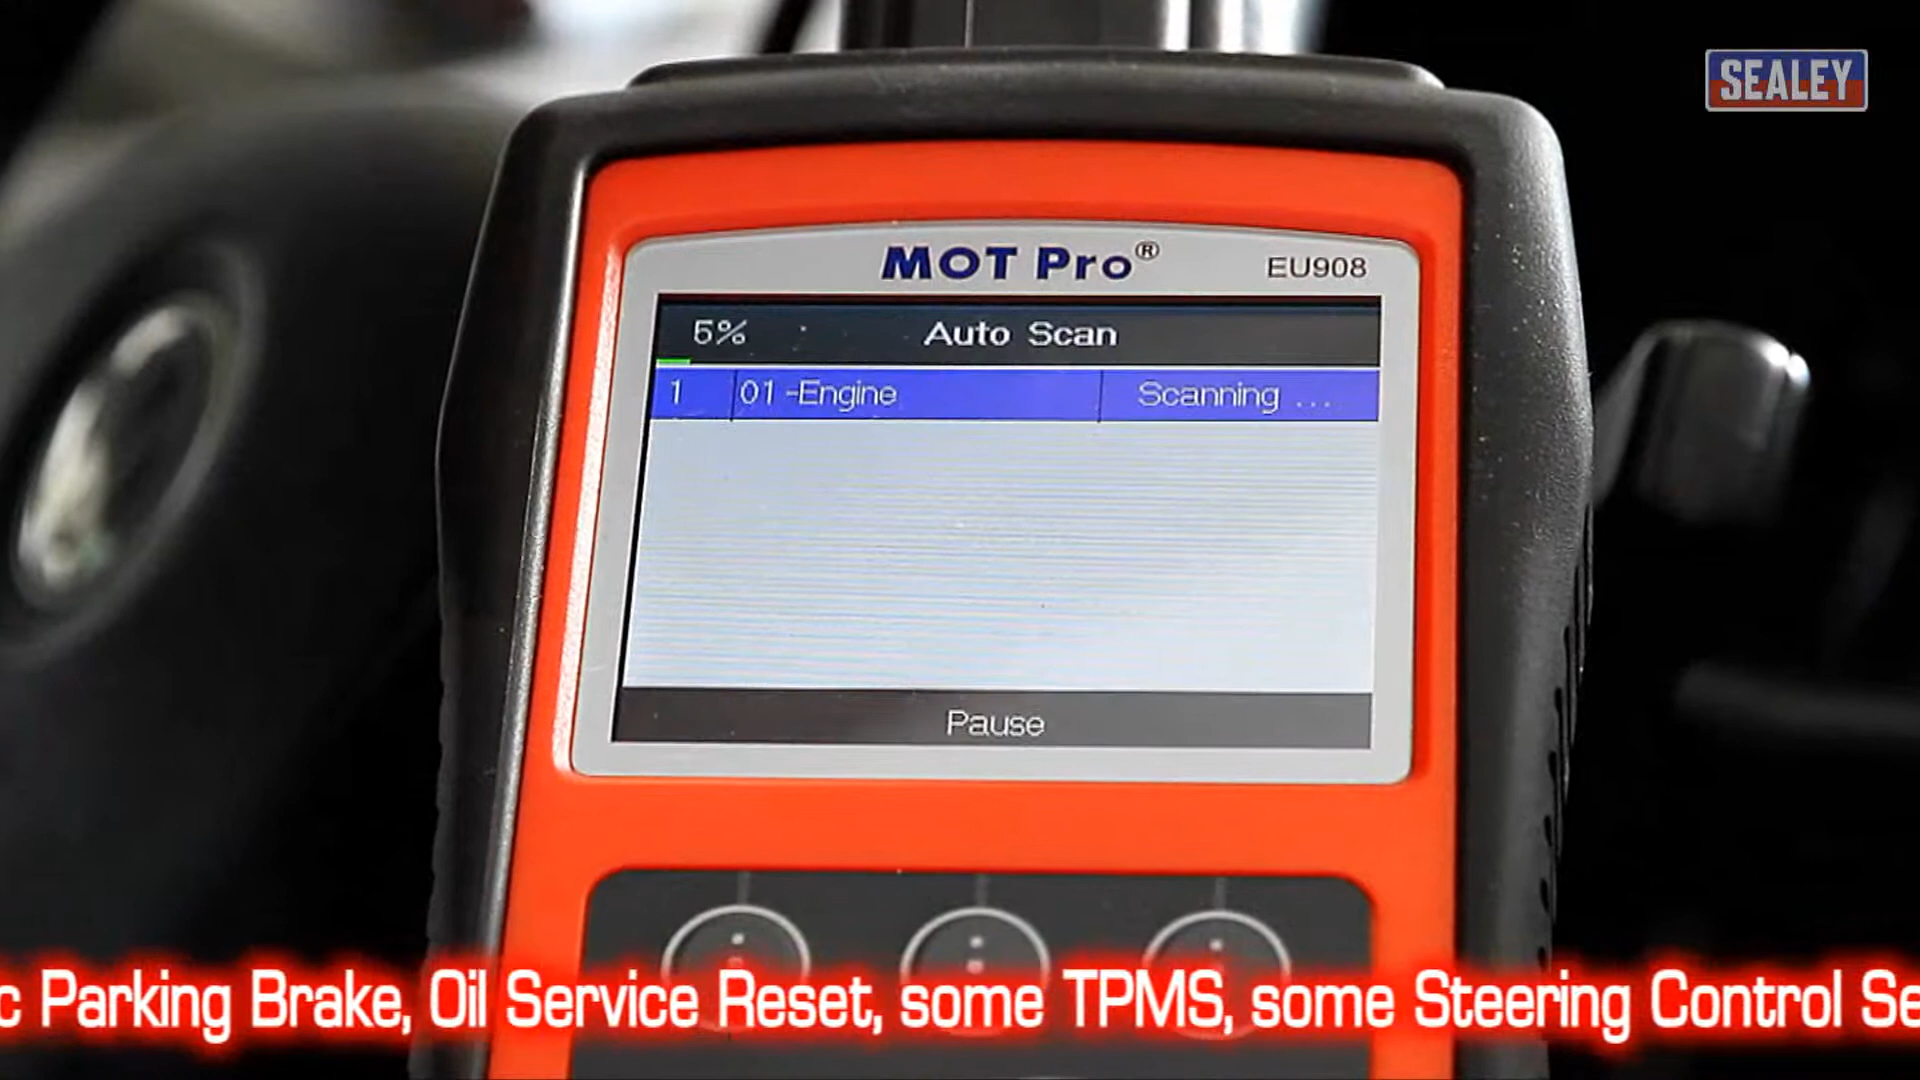 SEALEY
MOT Pro®
EU908
5% Auto Scan
1 01 -Engine Scanning ...
Pause
c Parking Brake, Oil Service Reset, some TPMS, some Steering Control Se